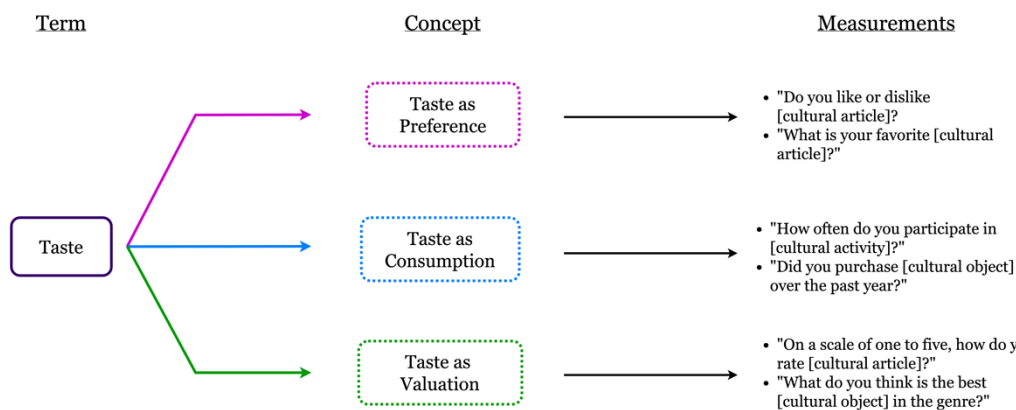 Term
Concept
Measurements
Taste
Taste as
Preference
• "Do you like or dislike
[cultural article]?
• "What is your favorite [cultural
article]?"
Taste as
Consumption
• "How often do you participate in
[cultural activity]?"
• "Did you purchase [cultural object]
over the past year?"
Taste as
Valuation
• "On a scale of one to five, how do y
rate [cultural article]?"
• "What do you think is the best
[cultural object] in the genre?"